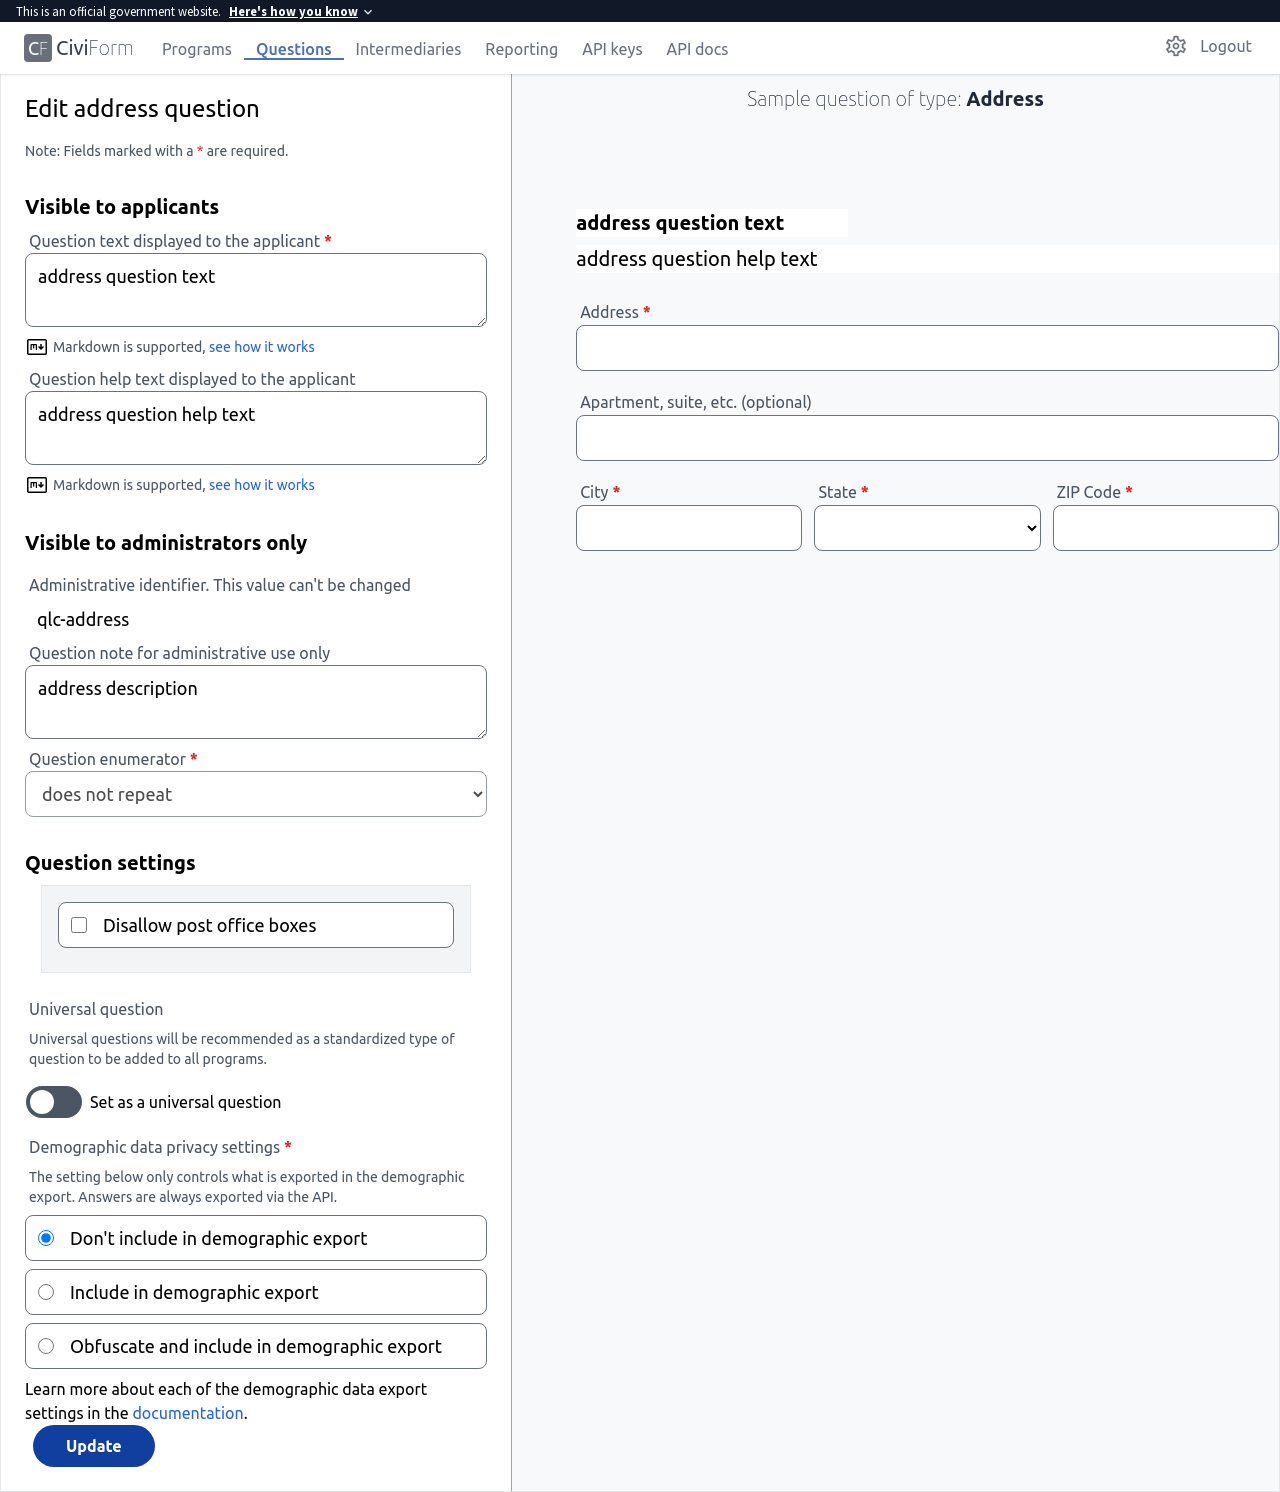 This is an official government website. Here's how you know
CF CiviForm Programs Questions Intermediaries Reporting API keys API docs Logout
Edit address question
Note: Fields marked with a * are required.
Visible to applicants
Question text displayed to the applicant *
address question text
Markdown is supported, see how it works
Question help text displayed to the applicant
address question help text
Markdown is supported, see how it works
Visible to administrators only
Administrative identifier. This value can't be changed
qlc-address
Question note for administrative use only
address description
Question enumerator *
does not repeat
Question settings
Disallow post office boxes
Universal question
Universal questions will be recommended as a standardized type of
question to be added to all programs.
Set as a universal question
Demographic data privacy settings *
The setting below only controls what is exported in the demographic
export. Answers are always exported via the API.
Don't include in demographic export
Include in demographic export
Obfuscate and include in demographic export
Learn more about each of the demographic data export
settings in the documentation.
Update
Sample question of type: Address
address question text
address question help text
Address *
Apartment, suite, etc. (optional)
City * State * ZIP Code *